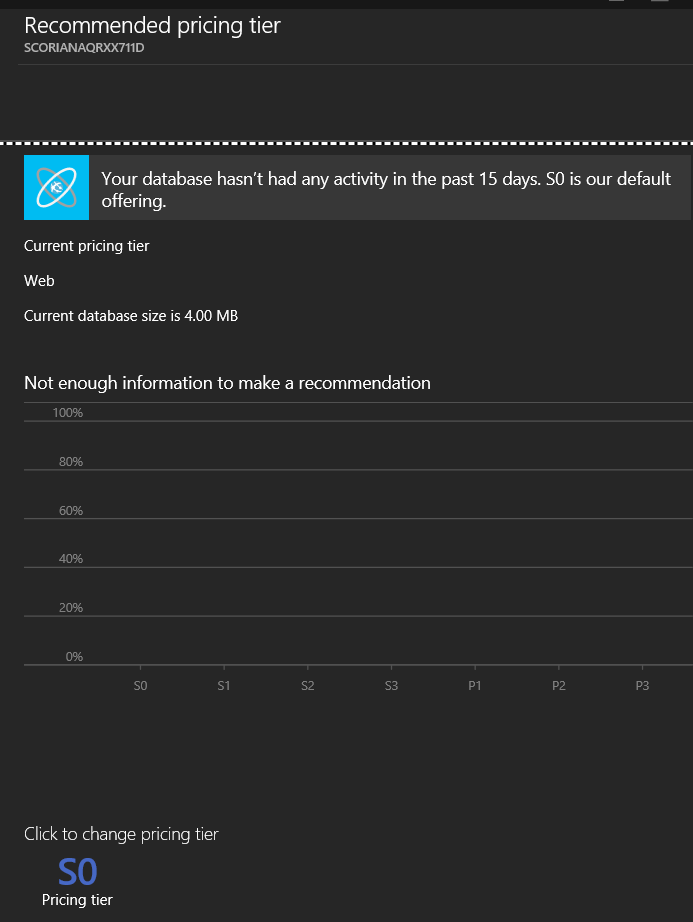 Recommended pricing tier
SCORIANAQRXX711D
Your database hasn't had any activity in the past 15 days. S0 is our default
offering.
Current pricing tier
Web
Current database size is 4.00 MB
Not enough information to make a recommendation
100%
80%
60%
40%
20%
0%
S0 S1 S2 S3 P1 P2 P3
Click to change pricing tier
S0
Pricing tier